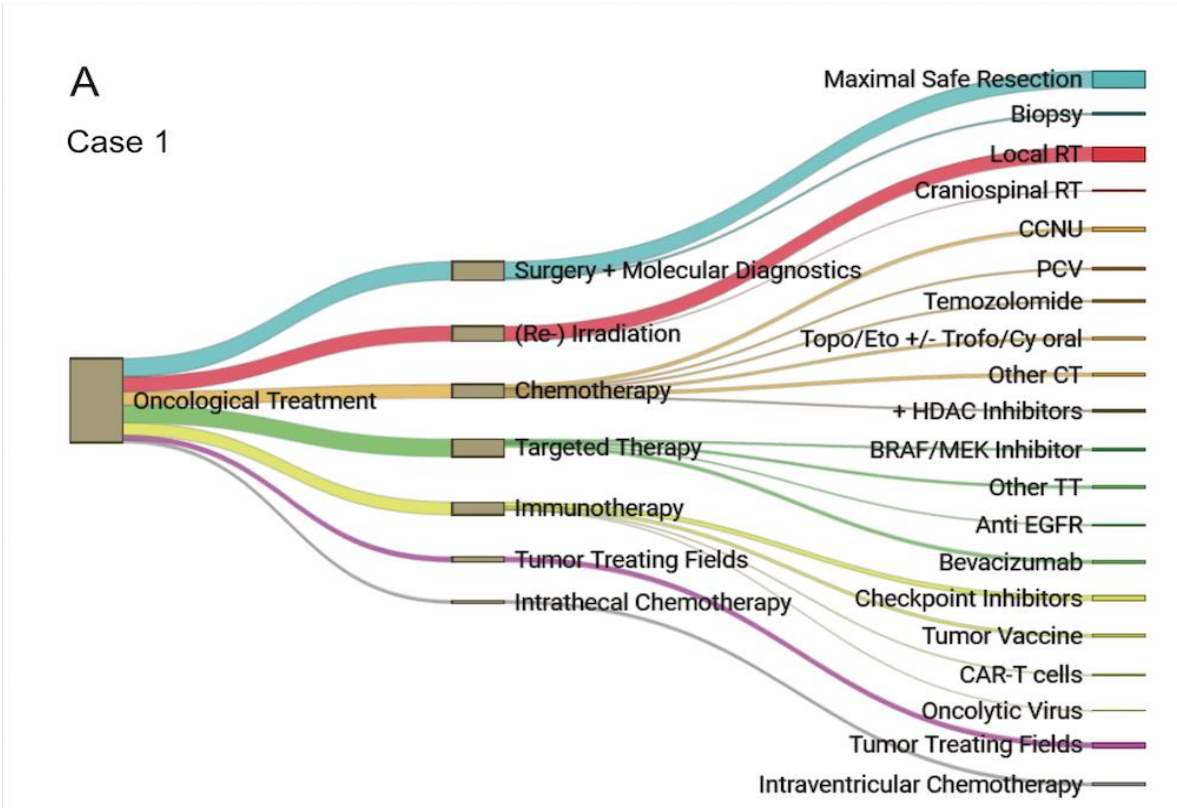 A
Case 1
Oncological Treatment
Surgery + Molecular Diagnostics
(Re-) Irradiation
Chemotherapy
Targeted Therapy
Immunotherapy
Tumor Treating Fields
Intrathecal Chemotherapy
Maximal Safe Resection
Biopsy
Local RT
Craniospinal RT
CCNU
PCV
Temozolomide
Topo/Eto +/- Trofo/Cy oral
Other CT
+ HDAC Inhibitors
BRAF/MEK Inhibitor
Other TT
Anti EGFR
Bevacizumab
Checkpoint Inhibitors
Tumor Vaccine
CAR-T cells
Oncolytic Virus
Tumor Treating Fields
Intraventricular Chemotherapy